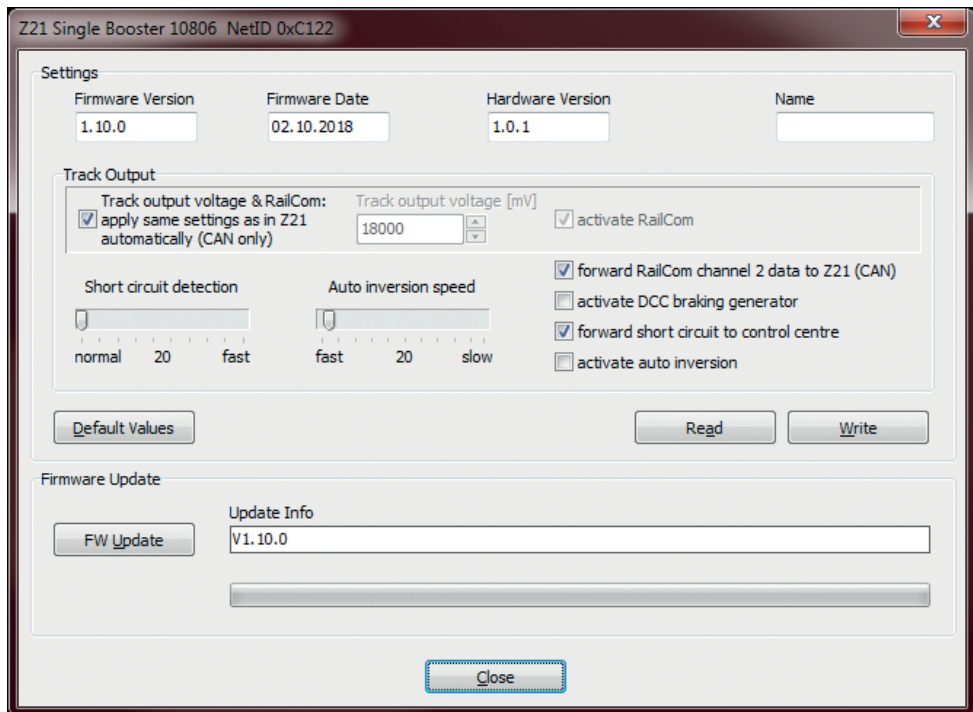 Z21 Single Booster 10806 NetID 0xC122
Settings
Firmware Version Firmware Date Hardware Version Name
1.10.0 02.10.2018 1.0.1
Track Output
Track output voltage & RailCom:
apply same settings as in Z21
automatically (CAN only)
Track output voltage [mV]
18000
activate RailCom
Short circuit detection
normal 20 fast
Auto inversion speed
fast 20 slow
forward RailCom channel 2 data to Z21 (CAN)
activate DCC braking generator
forward short circuit to control centre
activate auto inversion
Default Values Read Write
Firmware Update
FW Update
Update Info
V1.10.0
Close